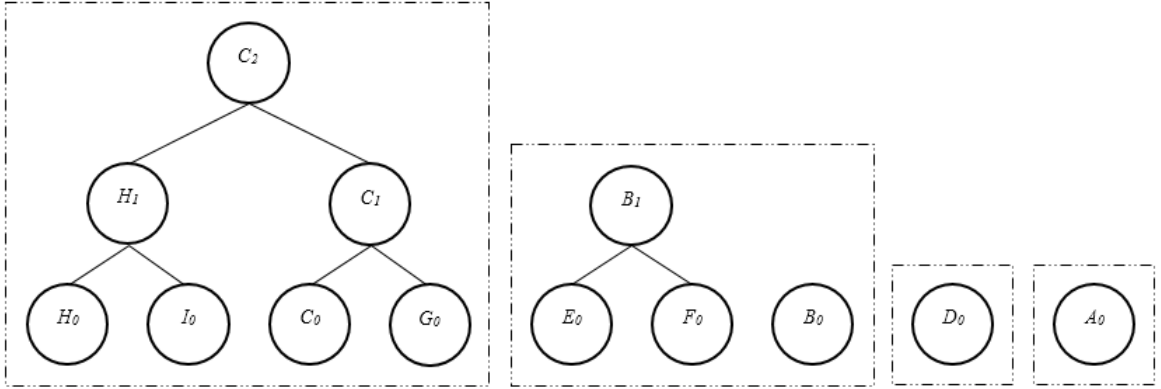 C₂
H₁ C₁ B₁
H₀ I₀ C₀ G₀ E₀ F₀ B₀ D₀ A₀